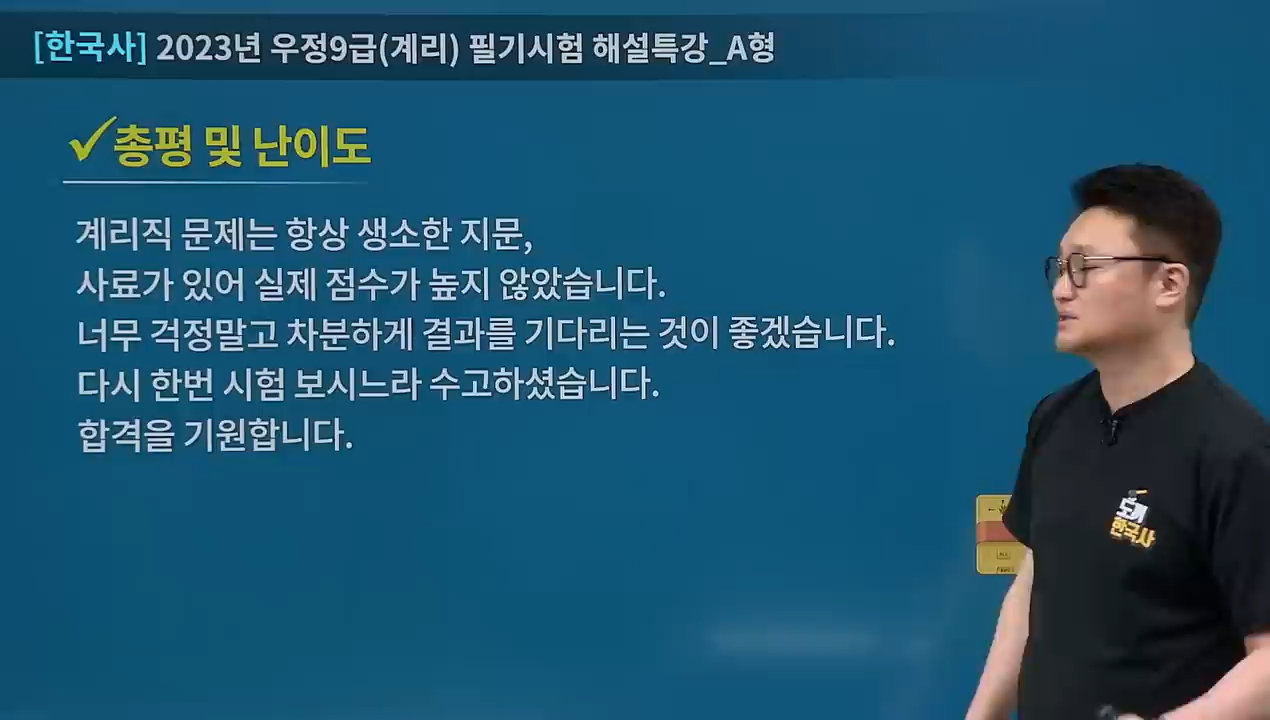 [한국사] 2023년 우정9급(계리) 필기시험 해설특강_A형
✓총평 및 난이도
계리직 문제는 항상 생소한 지문,
사료가 있어 실제 점수가 높지 않았습니다.
너무 걱정말고 차분하게 결과를 기다리는 것이 좋겠습니다.
다시 한번 시험 보시느라 수고하셨습니다.
합격을 기원합니다.
도끼
한국사